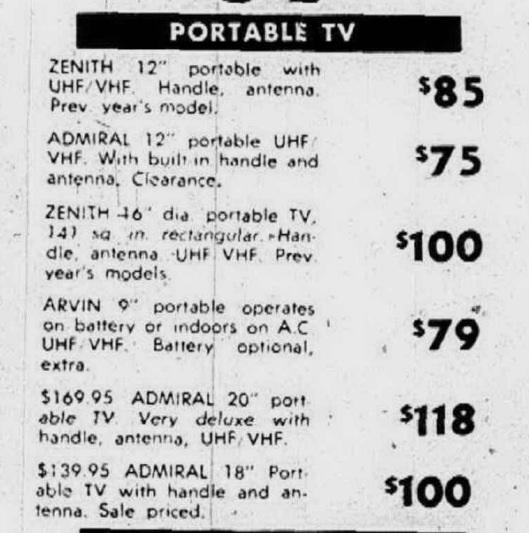 PORTABLE TV
ZENITH 12" portable with
UHF/VHF. Handle, antenna.
Prev. year's model.
$85
ADMIRAL 12" portable UHF/
VHF. With built-in handle and
antenna. Clearance.
$75
ZENITH 16" dia. portable TV,
141 sq. in. rectangular. Han-
dle, antenna. UHF/VHF. Prev.
year's models.
$100
ARVIN 9" portable operates
on battery or indoors on A.C.
UHF/VHF. Battery optional,
extra.
$79
$169.95 ADMIRAL 20" port-
able TV. Very deluxe with
handle, antenna, UHF/VHF.
$118
$139.95 ADMIRAL 18" Port-
able TV with handle and an-
tenna. Sale priced.
$100